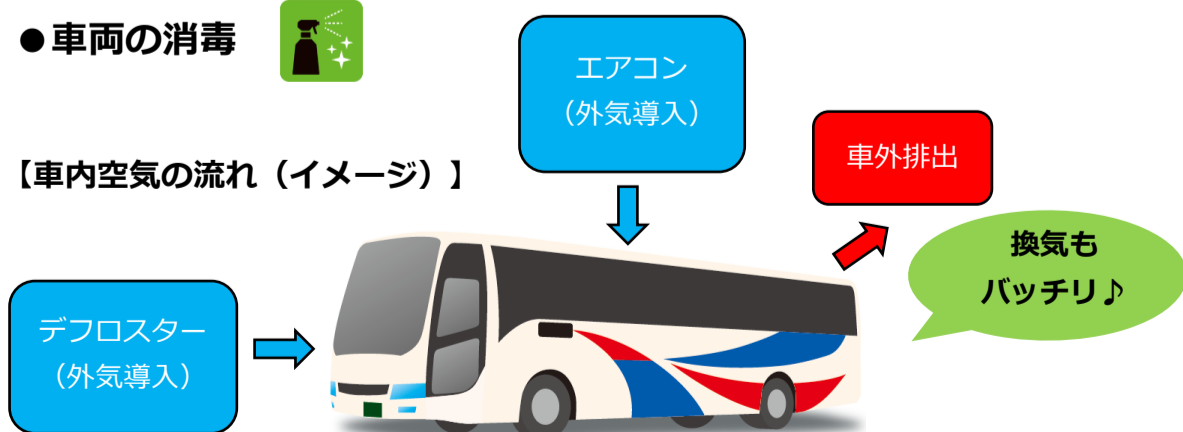 ●車両の消毒
エアコン
（外気導入）
車外排出
【車内空気の流れ（イメージ）】
換気も
バッチリ♪
デフロスター
（外気導入）